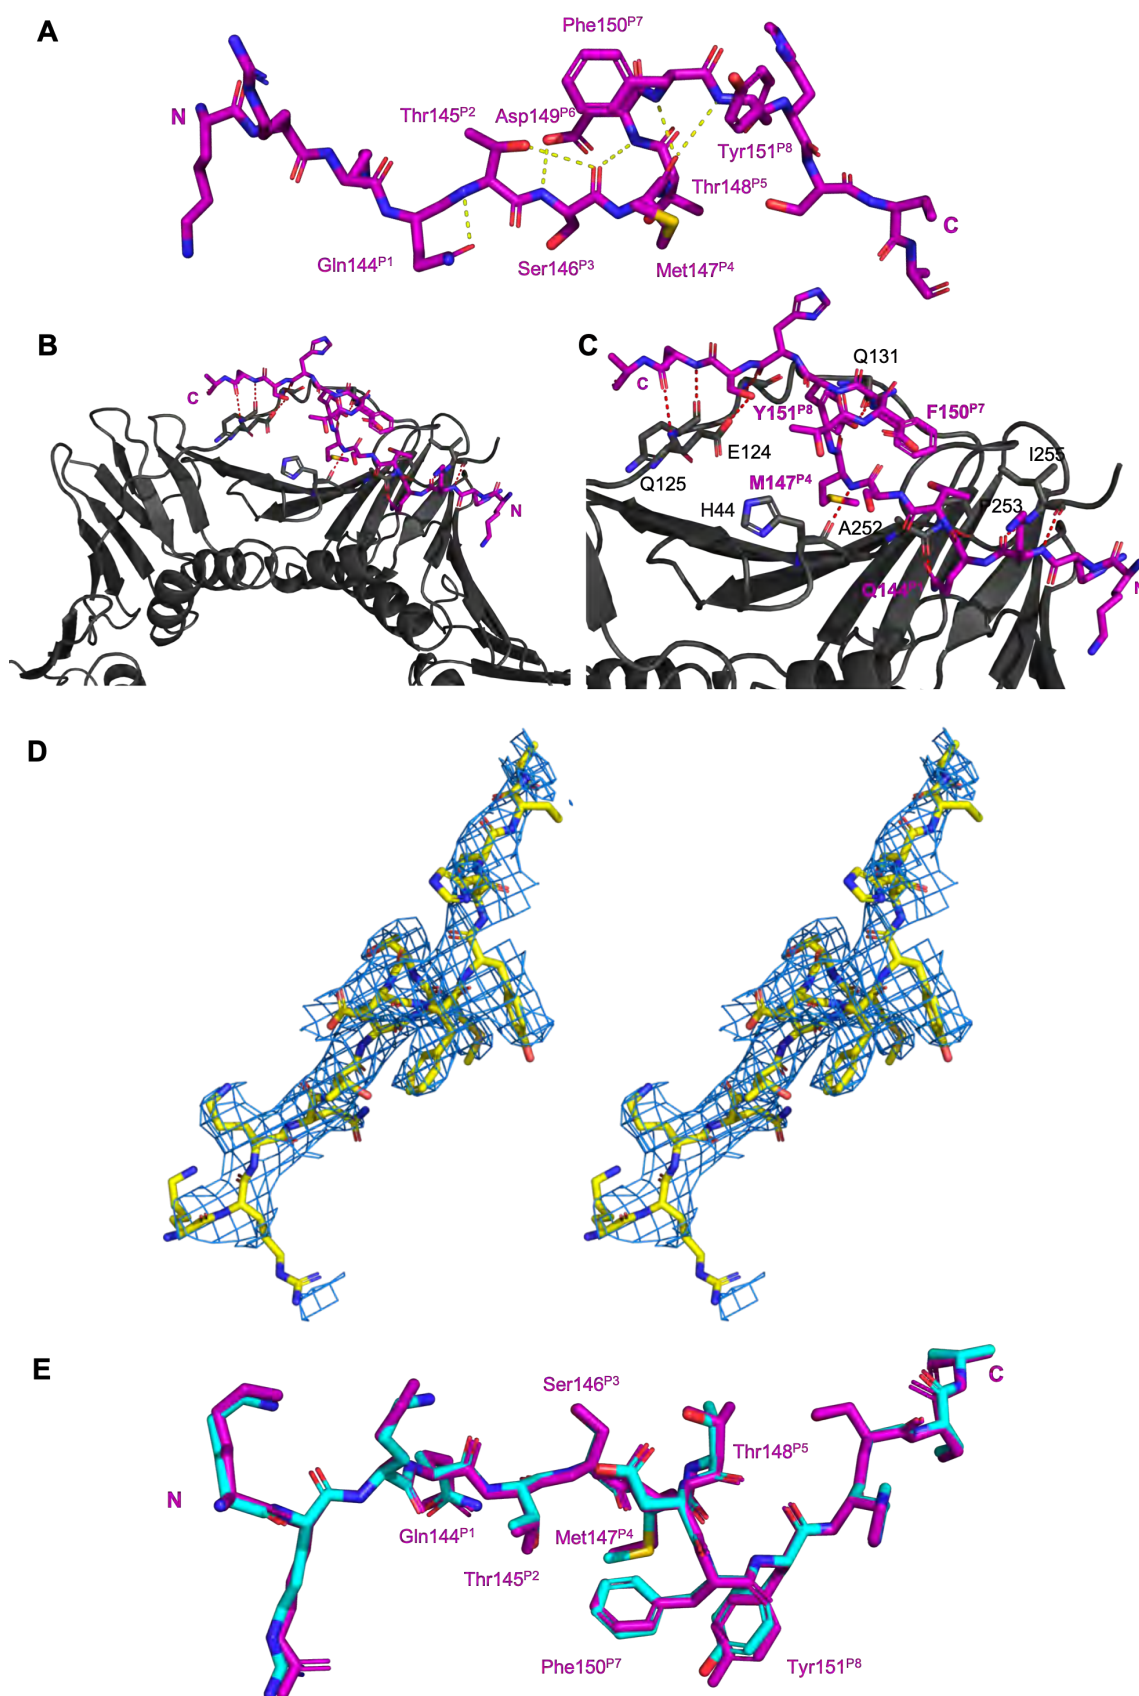 A
Phe150P7
N
Thr145P2
Asp149P6
Tyr151P8
Thr148P5
C
Gln144P1
Ser146P3
Met147P4
B
C
N
C
Q131
C
Y151P8
F150P7
E124
I255
Q125
M147P4
H44
P253
A252
Q144P1
N
D
E
Ser146P3
C
Thr148P5
N
Gln144P1
Met147P4
Thr145P2
Phe150P7
Tyr151P8